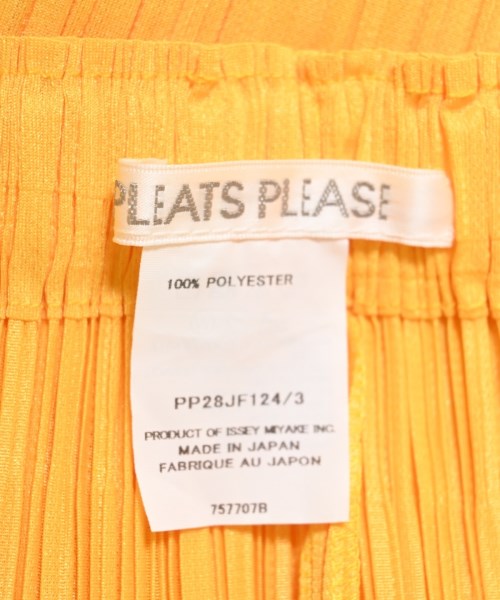 PLEATS PLEASE
100% POLYESTER
PP28JF124/3
PRODUCT OF ISSEY MIYAKE INC.
MADE IN JAPAN
FABRIQUE AU JAPON
757707B